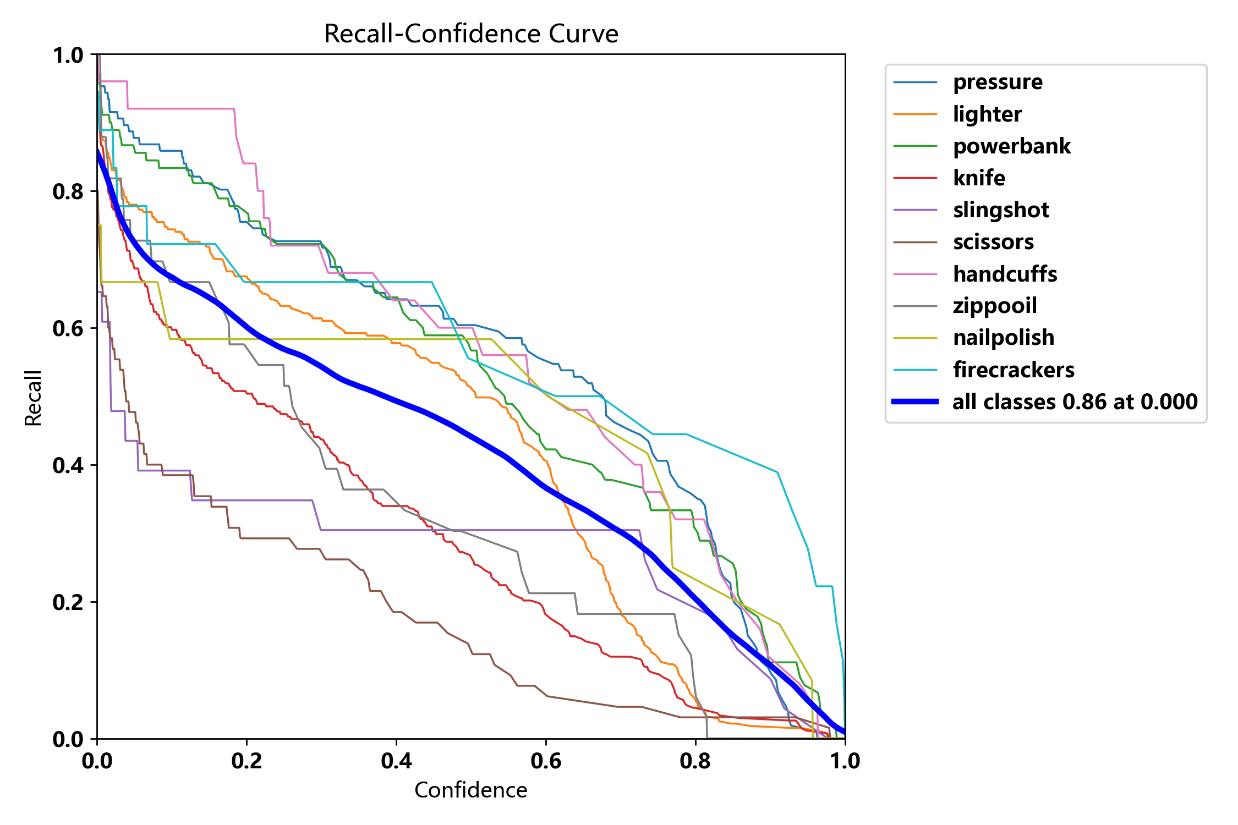 Recall-Confidence Curve
1.0
0.8
0.6
0.4
0.2
0.0
Recall
0.0 0.2 0.4 0.6 0.8 1.0
Confidence
pressure
lighter
powerbank
knife
slingshot
scissors
handcuffs
zippooil
nailpolish
firecrackers
all classes 0.86 at 0.000